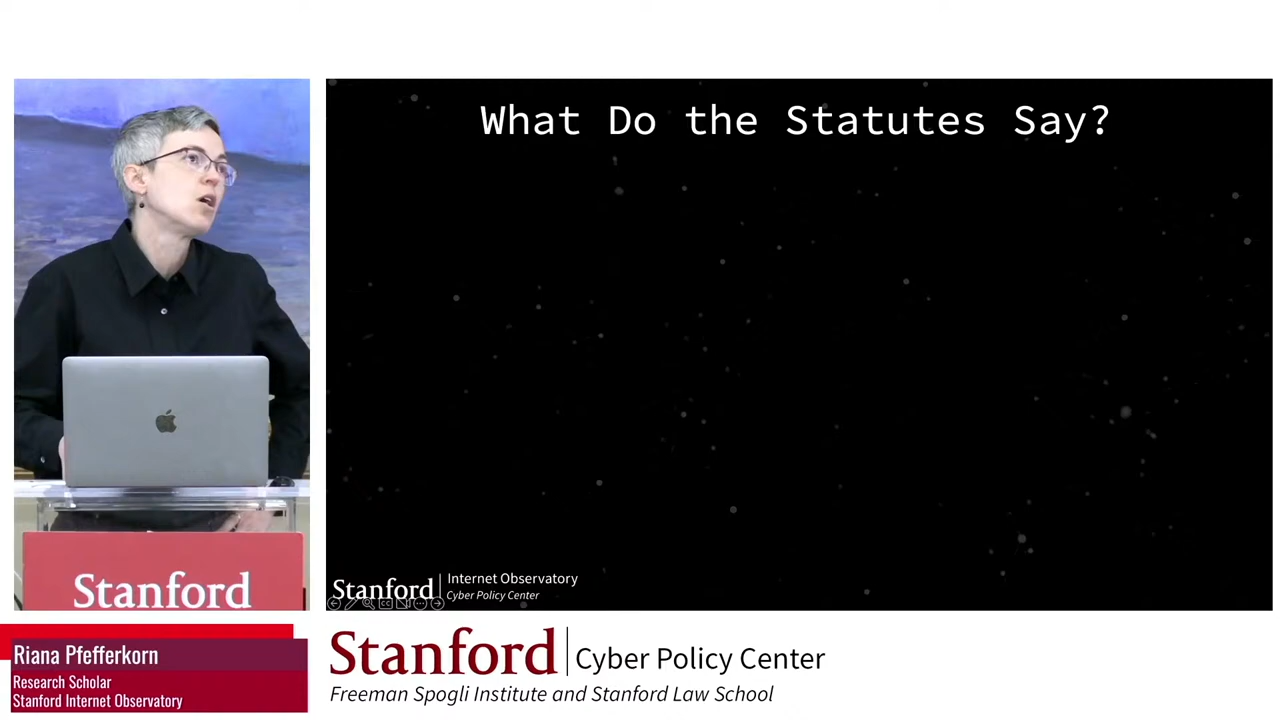 What Do the Statutes Say?
Stanford
Internet Observatory
Cyber Policy Center
Stanford
Riana Pfefferkorn
Research Scholar
Stanford Internet Observatory
Stanford
Cyber Policy Center
Freeman Spogli Institute and Stanford Law School